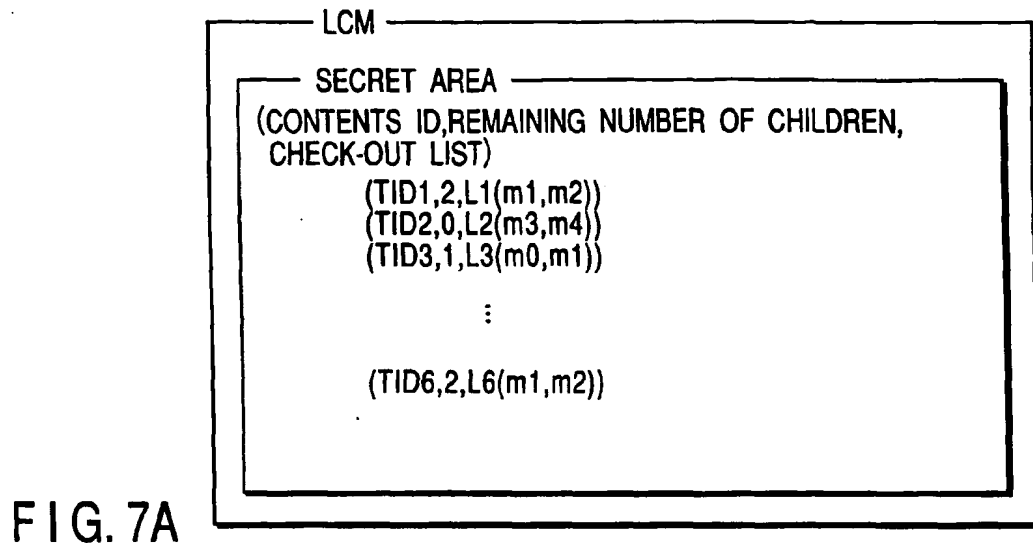 LCM
SECRET AREA
(CONTENTS ID,REMAINING NUMBER OF CHILDREN,
CHECK-OUT LIST)
(TID1,2,L1(m1,m2))
(TID2,0,L2(m3,m4))
(TID3,1,L3(m0,m1))
⋮
(TID6,2,L6(m1,m2))
FIG. 7A